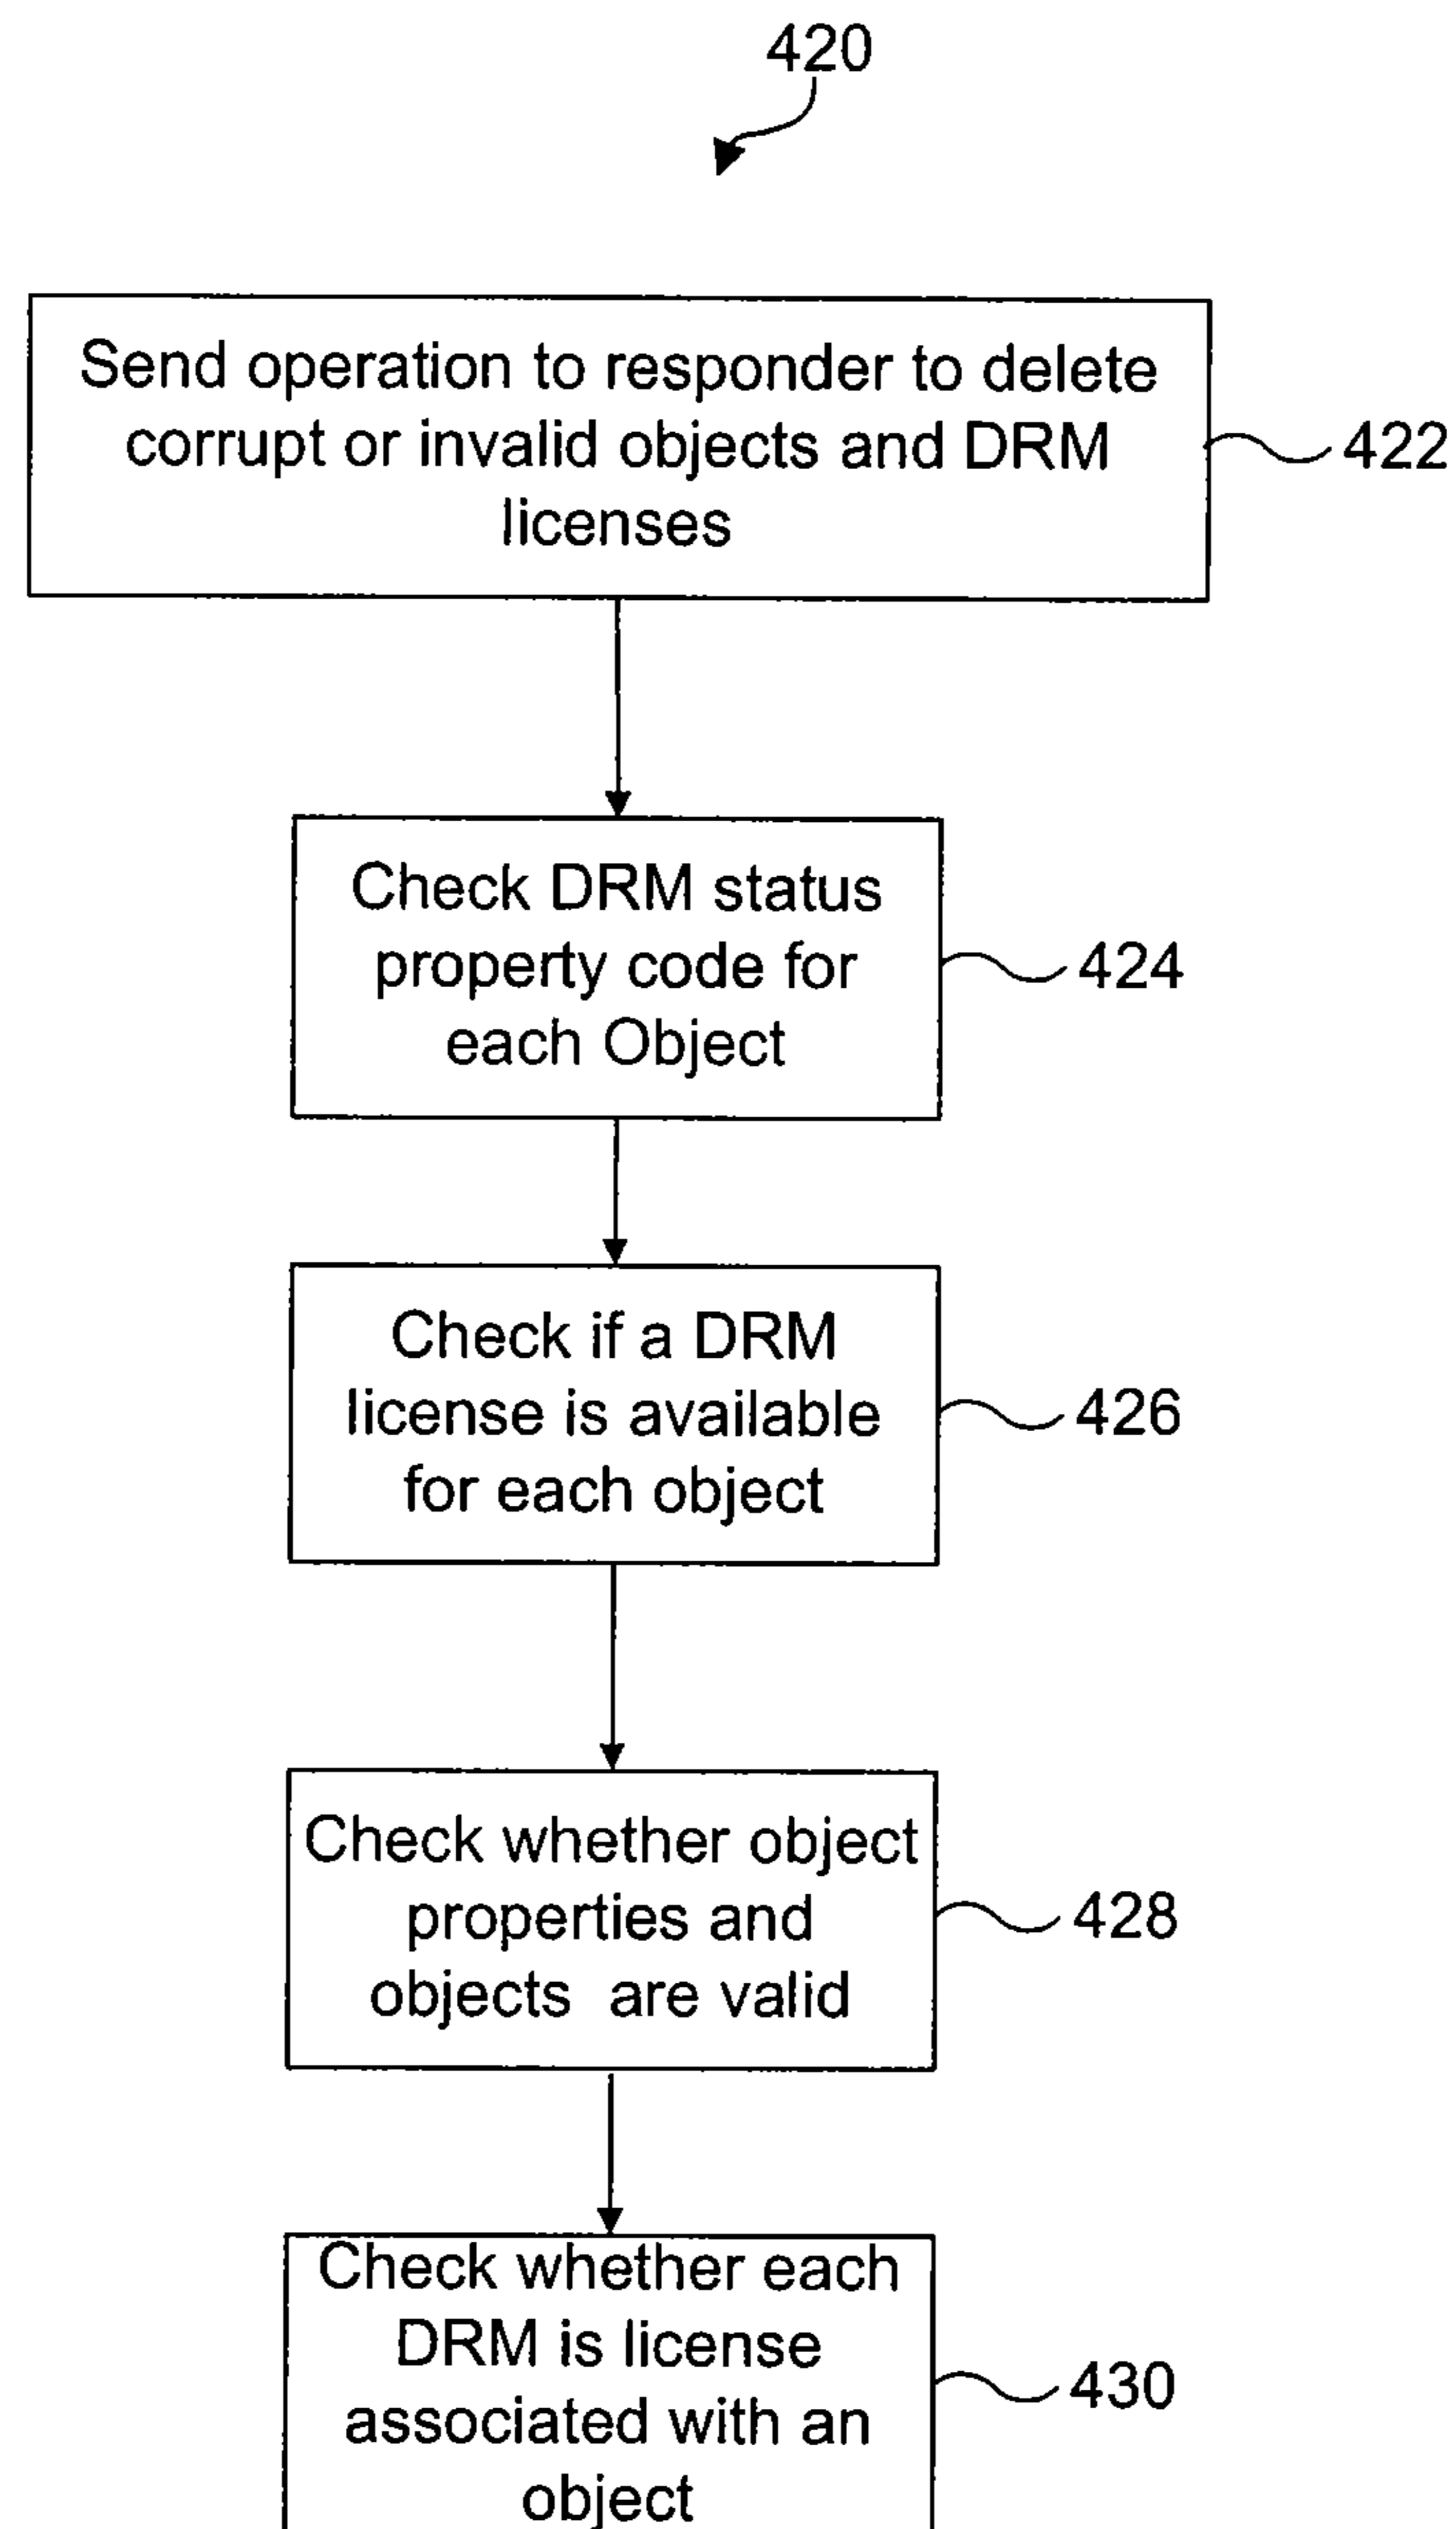 420
Send operation to responder to delete
corrupt or invalid objects and DRM
licenses
422
Check DRM status
property code for
each Object
424
Check if a DRM
license is available
for each object
426
Check whether object
properties and
objects are valid
428
Check whether each
DRM is license
associated with an
object
430